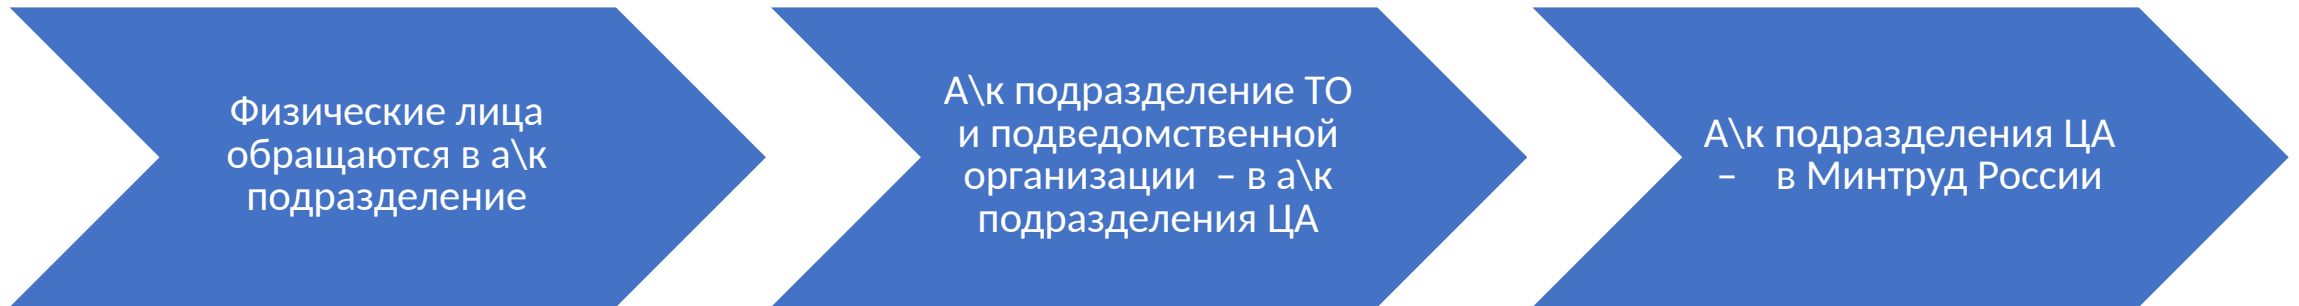 Физические лица
обращаются в а\к
подразделение
А\к подразделение ТО
и подведомственной
организации – в а\к
подразделения ЦА
А\к подразделения ЦА
– в Минтруд России